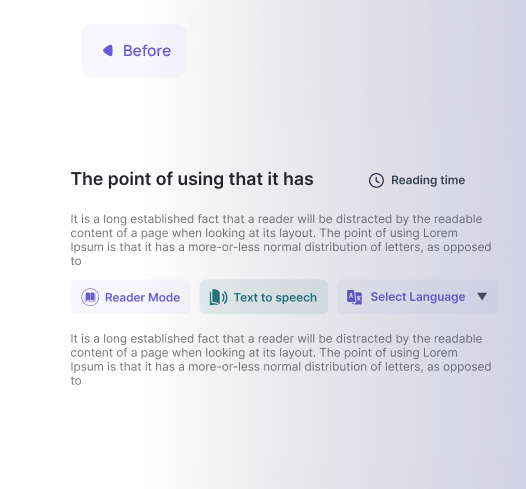 Before
The point of using that it has
Reading time
It is a long established fact that a reader will be distracted by the readable
content of a page when looking at its layout. The point of using Lorem
Ipsum is that it has a more-or-less normal distribution of letters, as opposed
to
Reader Mode
Text to speech
Select Language
It is a long established fact that a reader will be distracted by the readable
content of a page when looking at its layout. The point of using Lorem
Ipsum is that it has a more-or-less normal distribution of letters, as opposed
to